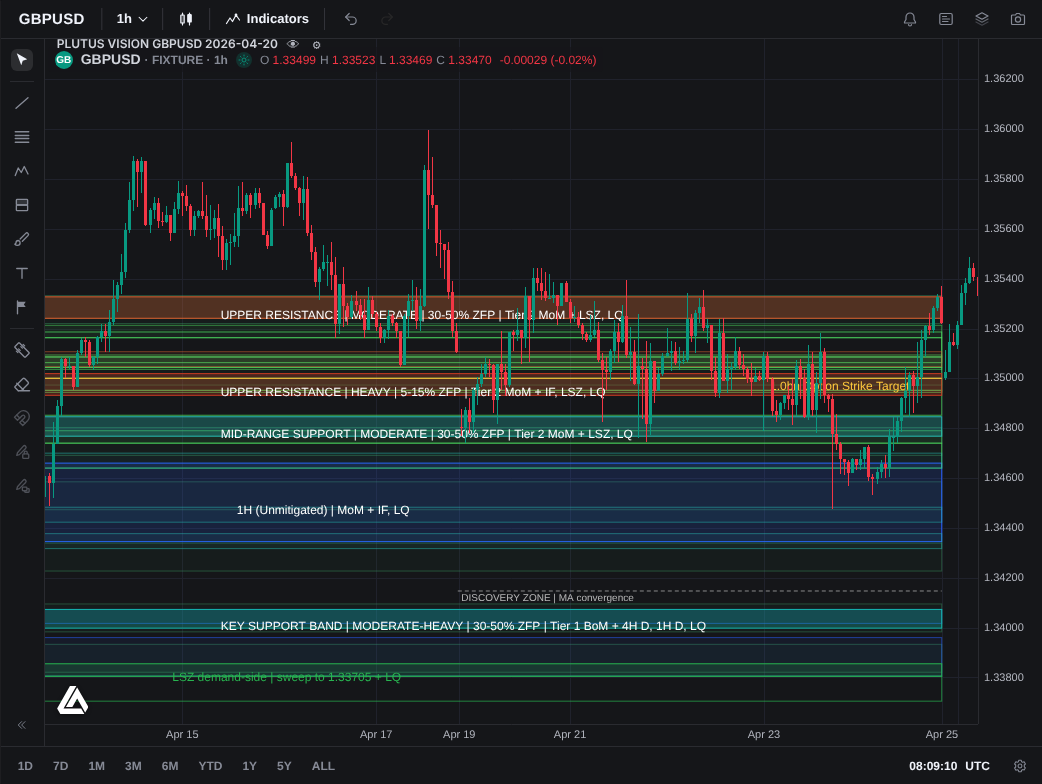 GBPUSD 1h Indicators
PLUTUS VISION GBPUSD 2026-04-20
GB GBPUSD · FIXTURE · 1h O 1.33499 H 1.33523 L 1.33469 C 1.33470 -0.00029 (-0.02%)
1.36200
1.36000
1.35800
1.35600
1.35400
UPPER RESISTANCE | MODERATE | 30-50% ZFP | Tier 2 MoM + LSZ, LQ
1.35200
1.35000
Option Strike Target
UPPER RESISTANCE | HEAVY | 5-15% ZFP | Tier 2 MoM + IF, LSZ, LQ
1.34800
MID-RANGE SUPPORT | MODERATE | 30-50% ZFP | Tier 2 MoM + LSZ, LQ
1.34600
1H (Unmitigated) | MoM + IF, LQ
1.34400
1.34200
DISCOVERY ZONE | MA convergence
KEY SUPPORT BAND | MODERATE-HEAVY | 30-50% ZFP | Tier 1 BoM + 4H D, 1H D, LQ
1.34000
LSZ demand-side | sweep to 1.33705 + LQ
1.33800
Apr 15 Apr 17 Apr 19 Apr 21 Apr 23 Apr 25
1D 7D 1M 3M 6M YTD 1Y 5Y ALL 08:09:10 UTC